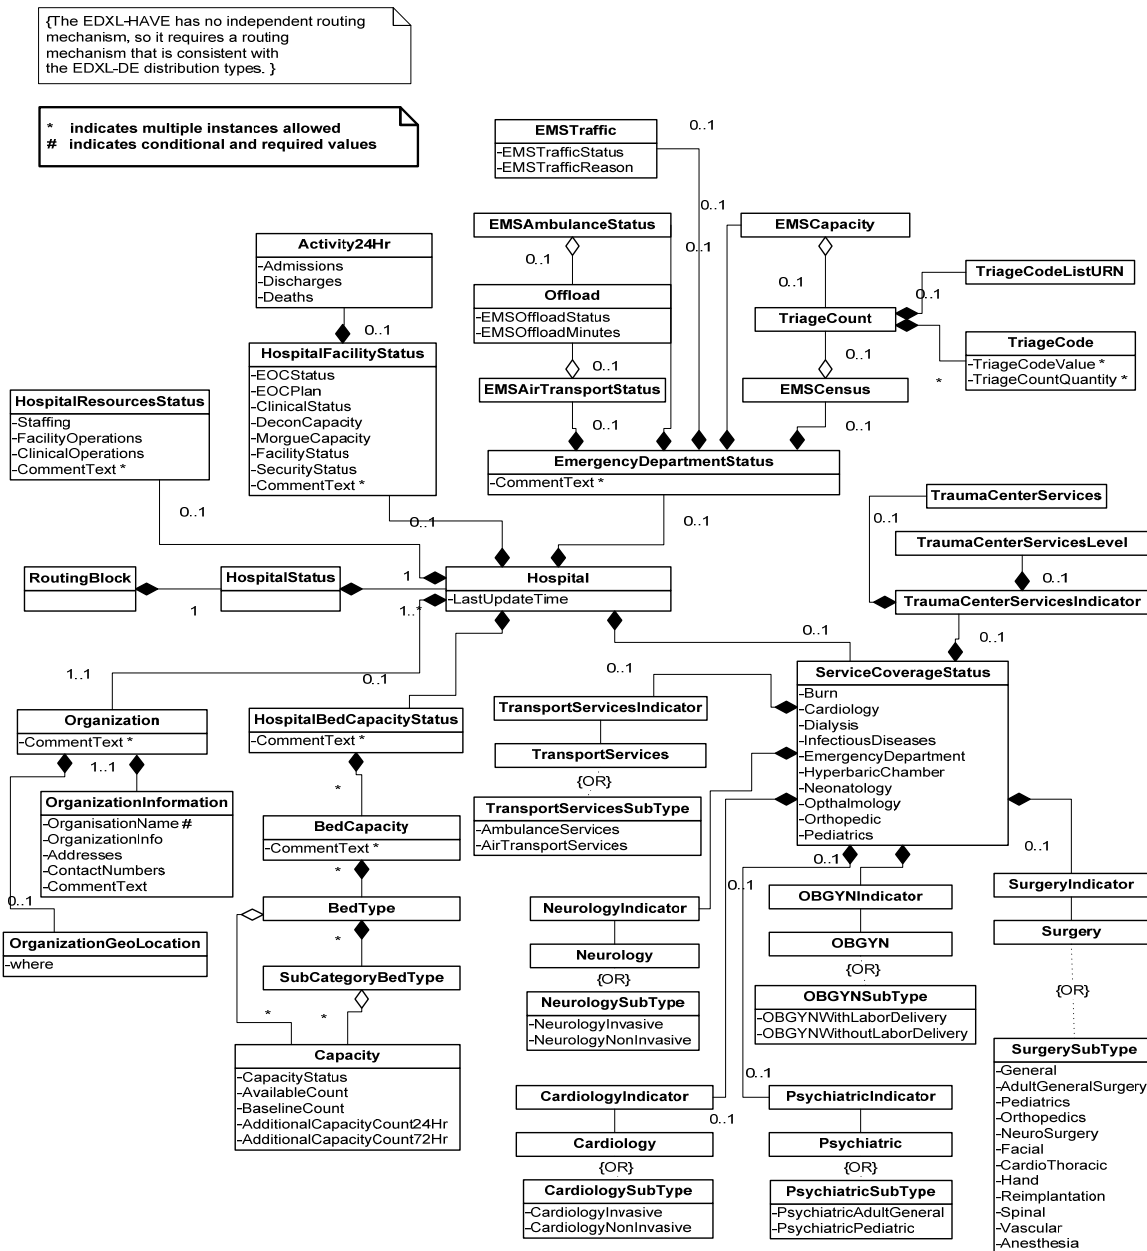 {The EDXL-HAVE has no independent routing
mechanism, so it requires a routing
mechanism that is consistent with
the EDXL-DE distribution types. }
* indicates multiple instances allowed
# indicates conditional and required values
EMSTraffic
-EMSTrafficStatus
-EMSTrafficReason
0..1
EMSAmbulanceStatus
0..1
0..1
0..1
EMSCapacity
0..1
Activity24Hr
-Admissions
-Discharges
-Deaths
0..1
Offload
-EMSOffloadStatus
-EMSOffloadMinutes
0..1
TriageCodeListURN
0..1
TriageCount
0..1
TriageCode
-TriageCodeValue *
-TriageCountQuantity *
*
HospitalFacilityStatus
-EOCStatus
-EOCPlan
-ClinicalStatus
-DeconCapacity
-MorgueCapacity
-FacilityStatus
-SecurityStatus
-CommentText *
EMSAirTransportStatus
0..1
EMSCensus
0..1
HospitalResourcesStatus
-Staffing
-FacilityOperations
-ClinicalOperations
-CommentText *
0..1
EmergencyDepartmentStatus
-CommentText *
0..1
0..1
TraumaCenterServices
0..1
TraumaCenterServicesLevel
0..1
TraumaCenterServicesIndicator
0..1
RoutingBlock
1
HospitalStatus
1
1..*
Hospital
-LastUpdateTime
0..1
1..1
0..1
0..1
ServiceCoverageStatus
-Burn
-Cardiology
-Dialysis
-InfectiousDiseases
-EmergencyDepartment
-HyperbaricChamber
-Neonatology
-Opthalmology
-Orthopedic
-Pediatrics
Organization
-CommentText *
1..1
OrganizationInformation
-OrganisationName #
-OrganizationInfo
-Addresses
-ContactNumbers
-CommentText
0..1
OrganizationGeoLocation
-where
HospitalBedCapacityStatus
-CommentText *
*
BedCapacity
-CommentText *
*
BedType
*
SubCategoryBedType
*
*
Capacity
-CapacityStatus
-AvailableCount
-BaselineCount
-AdditionalCapacityCount24Hr
-AdditionalCapacityCount72Hr
TransportServicesIndicator
TransportServices
{OR}
TransportServicesSubType
-AmbulanceServices
-AirTransportServices
0..1
0..1
0..1
NeurologyIndicator
Neurology
{OR}
NeurologySubType
-NeurologyInvasive
-NeurologyNonInvasive
OBGYNIndicator
OBGYN
{OR}
OBGYNSubType
-OBGYNWithLaborDelivery
-OBGYNWithoutLaborDelivery
SurgeryIndicator
Surgery
{OR}
SurgerySubType
-General
-AdultGeneralSurgery
-Pediatrics
-Orthopedics
-NeuroSurgery
-Facial
-CardioThoracic
-Hand
-Reimplantation
-Spinal
-Vascular
-Anesthesia
0..1
CardiologyIndicator
0..1
Cardiology
{OR}
CardiologySubType
-CardiologyInvasive
-CardiologyNonInvasive
PsychiatricIndicator
Psychiatric
{OR}
PsychiatricSubType
-PsychiatricAdultGeneral
-PsychiatricPediatric